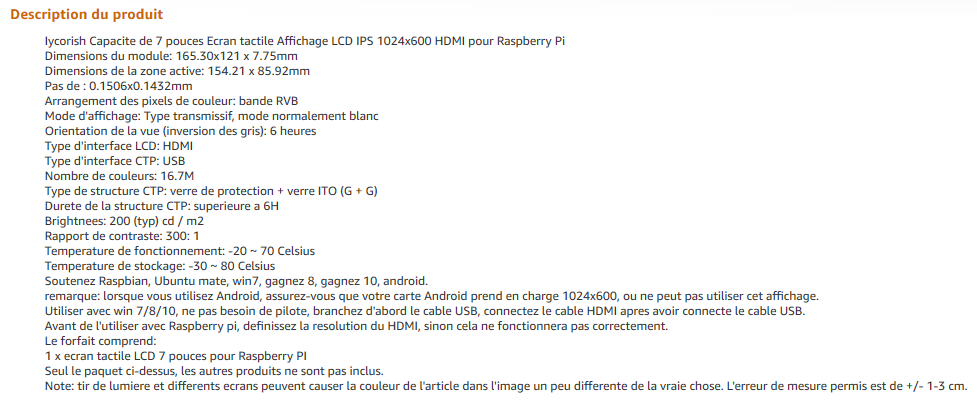 Description du produit
Iycorish Capacite de 7 pouces Ecran tactile Affichage LCD IPS 1024x600 HDMI pour Raspberry Pi
Dimensions du module: 165.30x121 x 7.75mm
Dimensions de la zone active: 154.21 x 85.92mm
Pas de : 0.1506x0.1432mm
Arrangement des pixels de couleur: bande RVB
Mode d'affichage: Type transmissif, mode normalement blanc
Orientation de la vue (inversion des gris): 6 heures
Type d'interface LCD: HDMI
Type d'interface CTP: USB
Nombre de couleurs: 16.7M
Type de structure CTP: verre de protection + verre ITO (G + G)
Durete de la structure CTP: superieure a 6H
Brightnees: 200 (typ) cd / m2
Rapport de contraste: 300: 1
Temperature de fonctionnement: -20 ~ 70 Celsius
Temperature de stockage: -30 ~ 80 Celsius
Soutenez Raspbian, Ubuntu mate, win7, gagnez 8, gagnez 10, android.
remarque: lorsque vous utilisez Android, assurez-vous que votre carte Android prend en charge 1024x600, ou ne peut pas utiliser cet affichage.
Utiliser avec win 7/8/10, ne pas besoin de pilote, branchez d'abord le cable USB, connectez le cable HDMI apres avoir connecte le cable USB.
Avant de l'utiliser avec Raspberry pi, definissez la resolution du HDMI, sinon cela ne fonctionnera pas correctement.
Le forfait comprend:
1 x ecran tactile LCD 7 pouces pour Raspberry PI
Seul le paquet ci-dessus, les autres produits ne sont pas inclus.
Note: tir de lumiere et differents ecrans peuvent causer la couleur de l'article dans l'image un peu differente de la vraie chose. L'erreur de mesure permis est de +/- 1-3 cm.